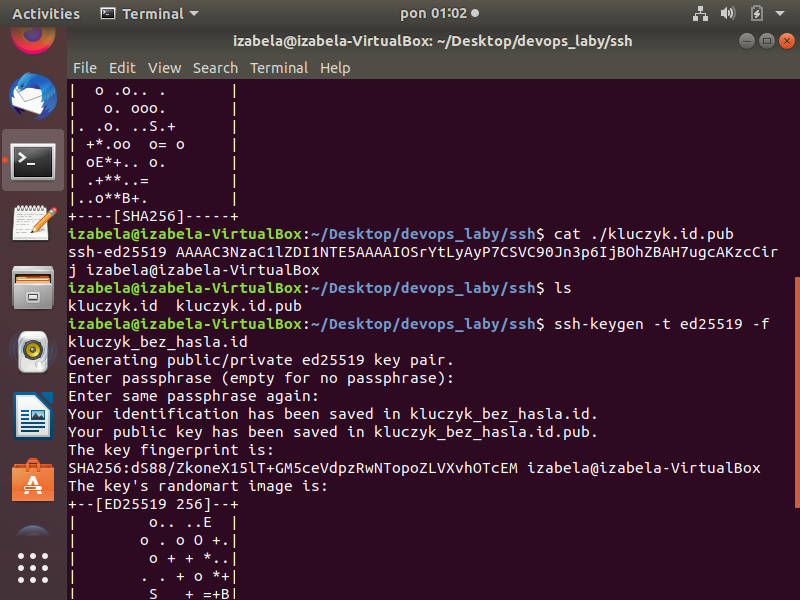 Activities Terminal pon 01:02
izabela@izabela-VirtualBox: ~/Desktop/devops_laby/ssh
File Edit View Search Terminal Help
|  o .o.. .       |
|   o. ooo.       |
|. .o. ..S.+      |
| +*.oo  o= o     |
| oE*+.. o.       |
| .+**..=         |
|..o**B+.         |
+----[SHA256]-----+
izabela@izabela-VirtualBox:~/Desktop/devops_laby/ssh$ cat ./kluczyk.id.pub
ssh-ed25519 AAAAC3NzaC1lZDI1NTE5AAAAIOSrYtLyAyP7CSVC90Jn3p6IjBOhZBAH7ugcAKzcCir
j izabela@izabela-VirtualBox
izabela@izabela-VirtualBox:~/Desktop/devops_laby/ssh$ ls
kluczyk.id  kluczyk.id.pub
izabela@izabela-VirtualBox:~/Desktop/devops_laby/ssh$ ssh-keygen -t ed25519 -f
kluczyk_bez_hasla.id
Generating public/private ed25519 key pair.
Enter passphrase (empty for no passphrase):
Enter same passphrase again:
Your identification has been saved in kluczyk_bez_hasla.id.
Your public key has been saved in kluczyk_bez_hasla.id.pub.
The key fingerprint is:
SHA256:dS88/ZkoneX15lT+GM5ceVdpzRwNTopoZLVXvhOTcEM izabela@izabela-VirtualBox
The key's randomart image is:
+--[ED25519 256]--+
|        o.. ..E  |
|       o . o O +.|
|        o + + *..|
|       . . + o *+|
|        S   + =+B|